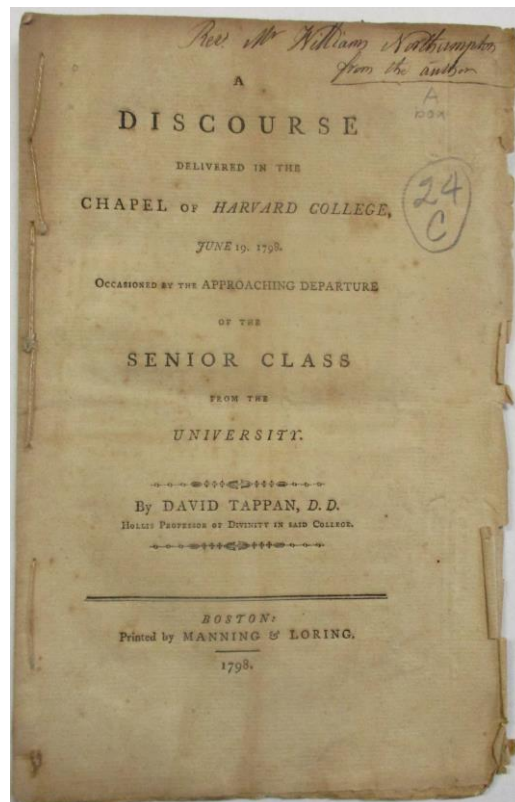 Rev. Mr William Northampton
from the author
A
box
24
C
A
DISCOURSE
DELIVERED IN THE
CHAPEL OF HARVARD COLLEGE,
JUNE 19. 1798.
OCCASIONED BY THE APPROACHING DEPARTURE
OF THE
SENIOR CLASS
FROM THE
UNIVERSITY.
By DAVID TAPPAN, D. D.
HOLLIS PROFESSOR OF DIVINITY IN SAID COLLEGE.
BOSTON:
Printed by MANNING & LORING.
1798.